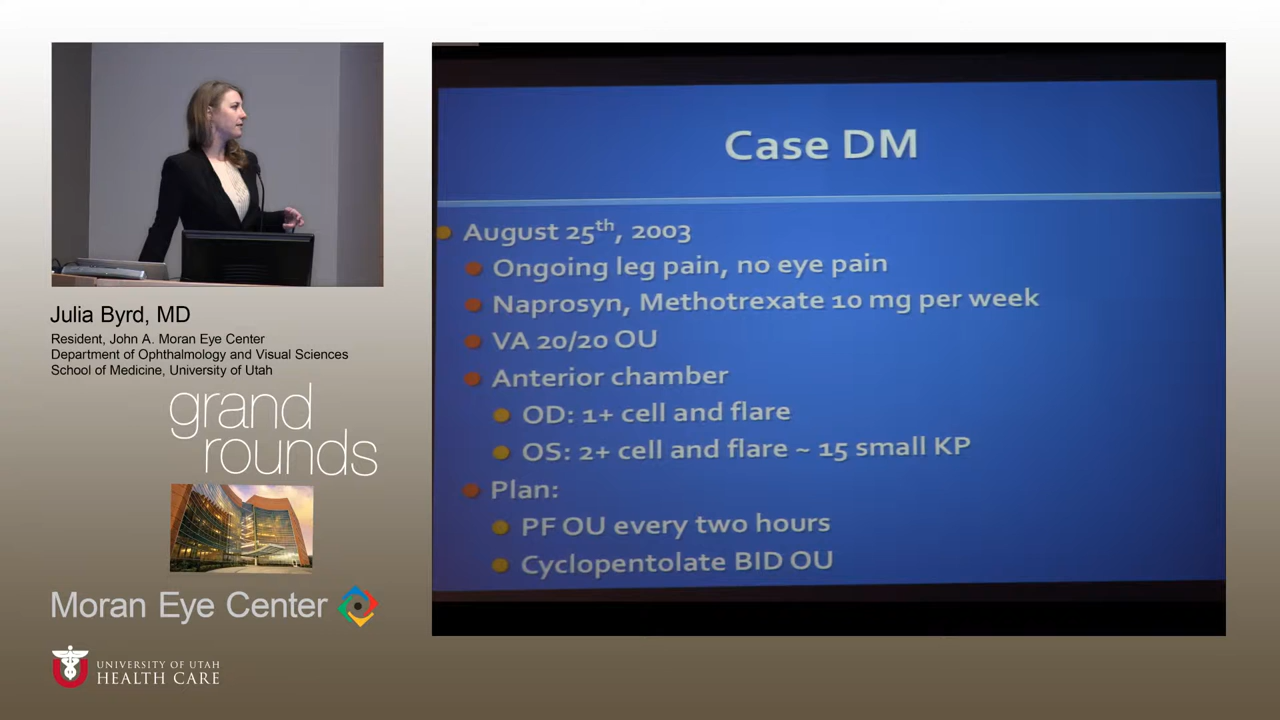 Case DM
August 25th, 2003
Ongoing leg pain, no eye pain
Naprosyn, Methotrexate 10 mg per week
VA 20/20 OU
Anterior chamber
OD: 1+ cell and flare
OS: 2+ cell and flare ~ 15 small KP
Plan:
PF OU every two hours
Cyclopentolate BID OU
Julia Byrd, MD
Resident, John A. Moran Eye Center
Department of Ophthalmology and Visual Sciences
School of Medicine, University of Utah
grand
rounds
Moran Eye Center
U
UNIVERSITY OF UTAH
HEALTH CARE